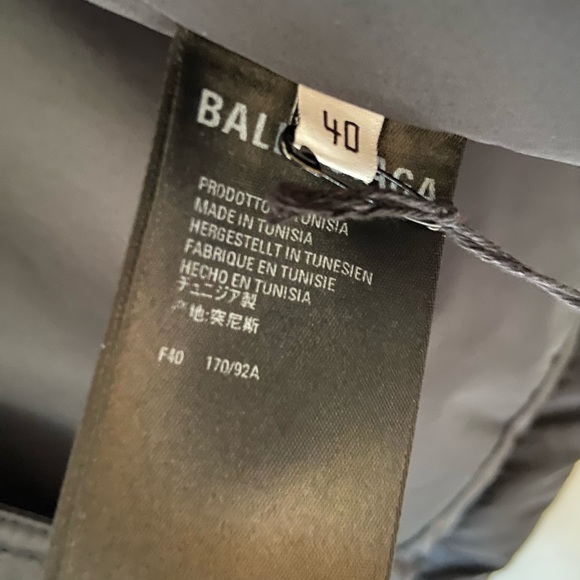 40
PRODOTTO TUNISIA
MADE IN TUNISIA
HERGESTELLT IN TUNESIEN
FABRIQUE EN TUNISIE
HECHO EN TUNISIA
チュニジア製
产地:突尼斯
F40 170/92A